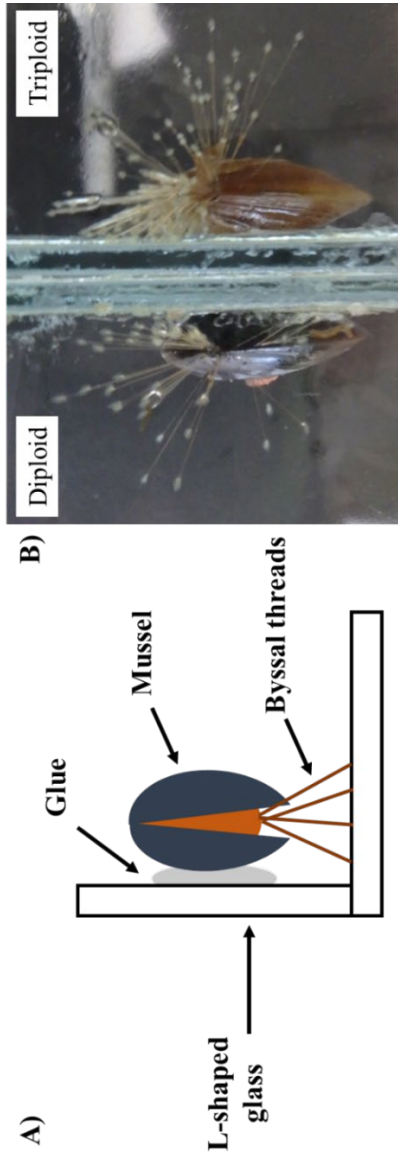 A)
L-shaped
glass
Glue
Mussel
Byssal threads
B)
Diploid
Triploid